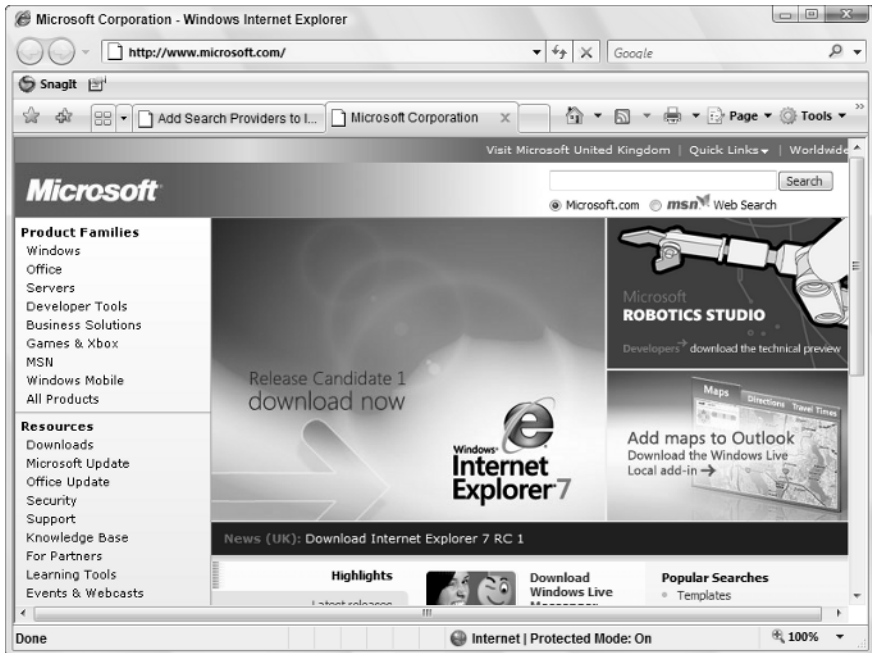 Microsoft Corporation - Windows Internet Explorer
http://www.microsoft.com/
Google
SnagIt
Add Search Providers to I...
Microsoft Corporation
Page
Tools
Visit Microsoft United Kingdom | Quick Links | Worldwide
Microsoft
Search
Microsoft.com
msn Web Search
Product Families
Windows
Office
Servers
Developer Tools
Business Solutions
Games & Xbox
MSN
Windows Mobile
All Products
Resources
Downloads
Microsoft Update
Office Update
Security
Support
Knowledge Base
For Partners
Learning Tools
Events & Webcasts
Release Candidate 1
download now
Windows
Internet
Explorer 7
Microsoft
ROBOTICS STUDIO
Developers download the technical preview
Maps
Directions
Travel Times
Add maps to Outlook
Download the Windows Live
Local add-in
News (UK): Download Internet Explorer 7 RC 1
Highlights
Latest releases
Download
Windows Live
Messenger
Popular Searches
Templates
Done
Internet | Protected Mode: On
100%